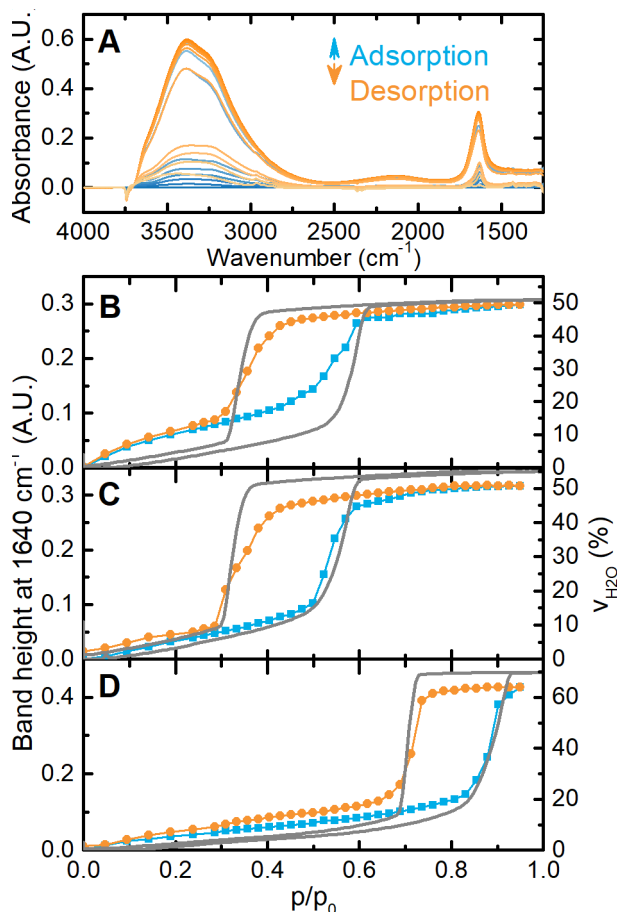 A
Adsorption
Desorption
Absorbance (A.U.)
0.6
0.4
0.2
0.0
4000 3500 3000 2500 2000 1500
Wavenumber (cm⁻¹)
B
0.3
0.2
0.1
0.0
50
40
30
20
10
0
C
0.3
0.2
0.1
0.0
50
40
30
20
10
0
D
0.4
0.2
0.0
60
40
20
0
Band height at 1640 cm⁻¹ (A.U.)
v_H2O (%)
0.0 0.2 0.4 0.6 0.8 1.0
p/p₀